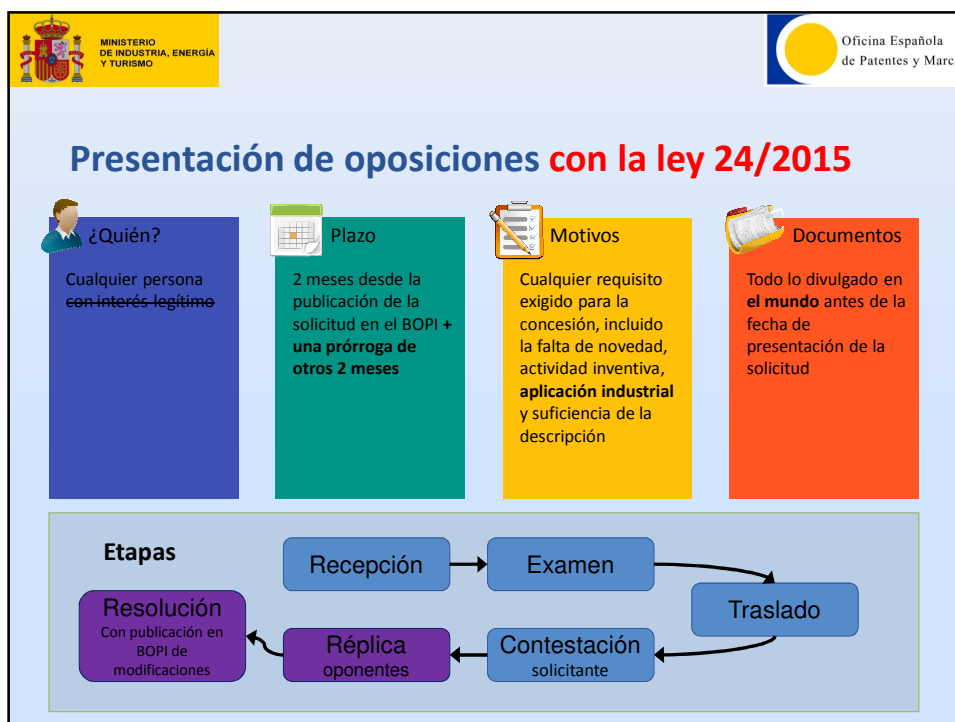 MINISTERIO
DE INDUSTRIA, ENERGÍA
Y TURISMO
Oficina Española
de Patentes y Marc
Presentación de oposiciones con la ley 24/2015
¿Quién?
Cualquier persona
con interés legítimo
Plazo
2 meses desde la
publicación de la
solicitud en el BOPI +
una prórroga de
otros 2 meses
Motivos
Cualquier requisito
exigido para la
concesión, incluido
la falta de novedad,
actividad inventiva,
aplicación industrial
y suficiencia de la
descripción
Documentos
Todo lo divulgado en
el mundo antes de la
fecha de
presentación de la
solicitud
Etapas
Recepción
Examen
Traslado
Contestación
solicitante
Réplica
oponentes
Resolución
Con publicación en
BOPI de
modificaciones